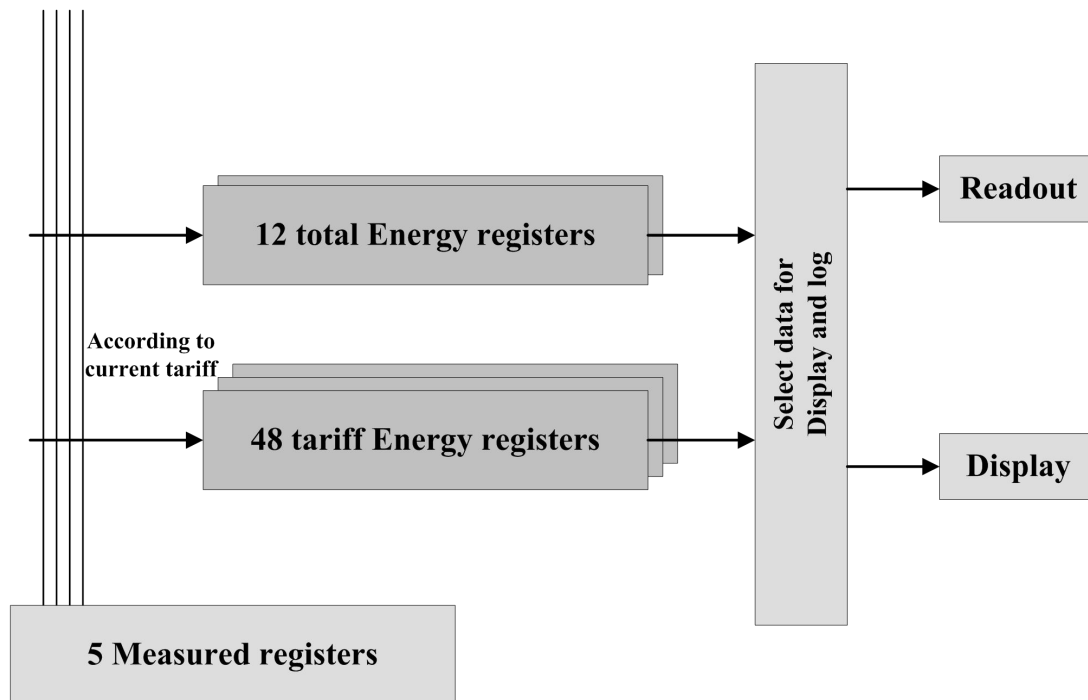 12 total Energy registers
Readout
Select data for
Display and log
According to
current tariff
48 tariff Energy registers
Display
5 Measured registers